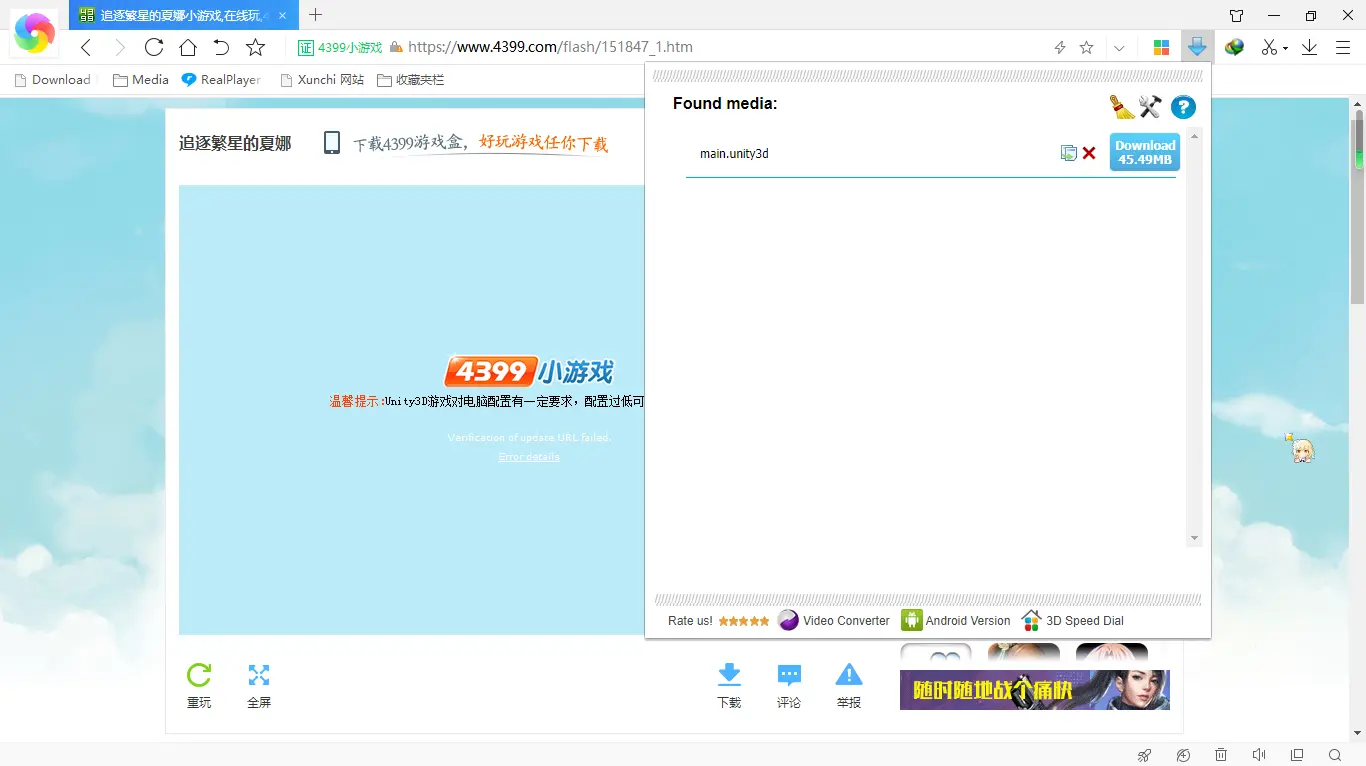 追逐繁星的夏娜小游戏,在线玩,
证 4399小游戏 https://www.4399.com/flash/151847_1.htm
Download Media RealPlayer Xunchi 网站 收藏夹栏
追逐繁星的夏娜
下载4399游戏盒，好玩游戏任你下载
4399小游戏
温馨提示:Unity3D游戏对电脑配置有一定要求，配置过低可
Verification of update URL failed.
Error details
Found media:
main.unity3d
Download
45.49MB
Rate us! Video Converter Android Version 3D Speed Dial
重玩 全屏 下载 评论 举报
随时随地战个痛快